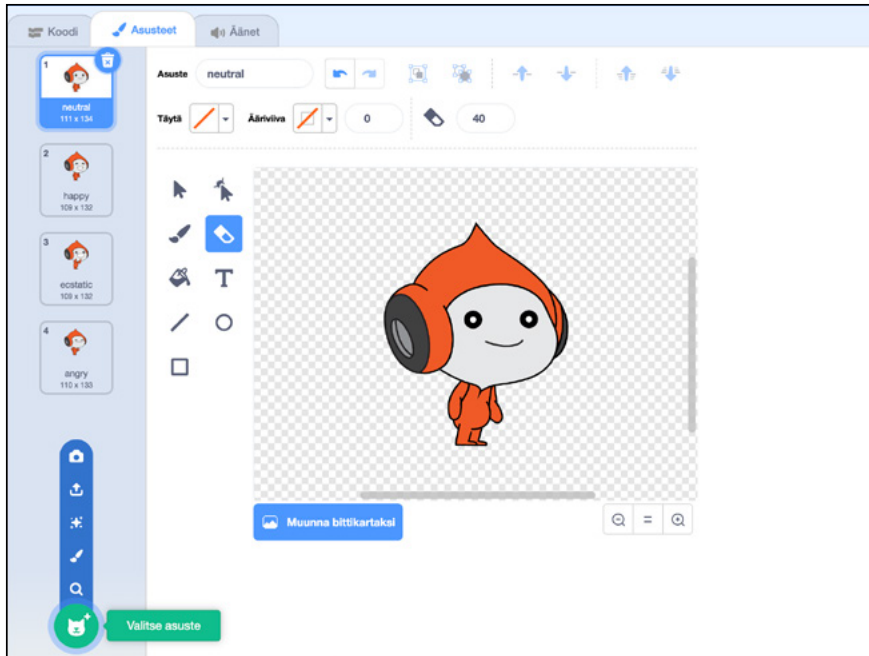 Koodi
Asusteet
Äänet
1
neutral
111 x 134
2
happy
109 x 132
3
ecstatic
109 x 132
4
angry
110 x 133
Asuste
neutral
Täytä
Ääriviiva
0
40
T
Muunna bittikartaksi
=
Valitse asuste